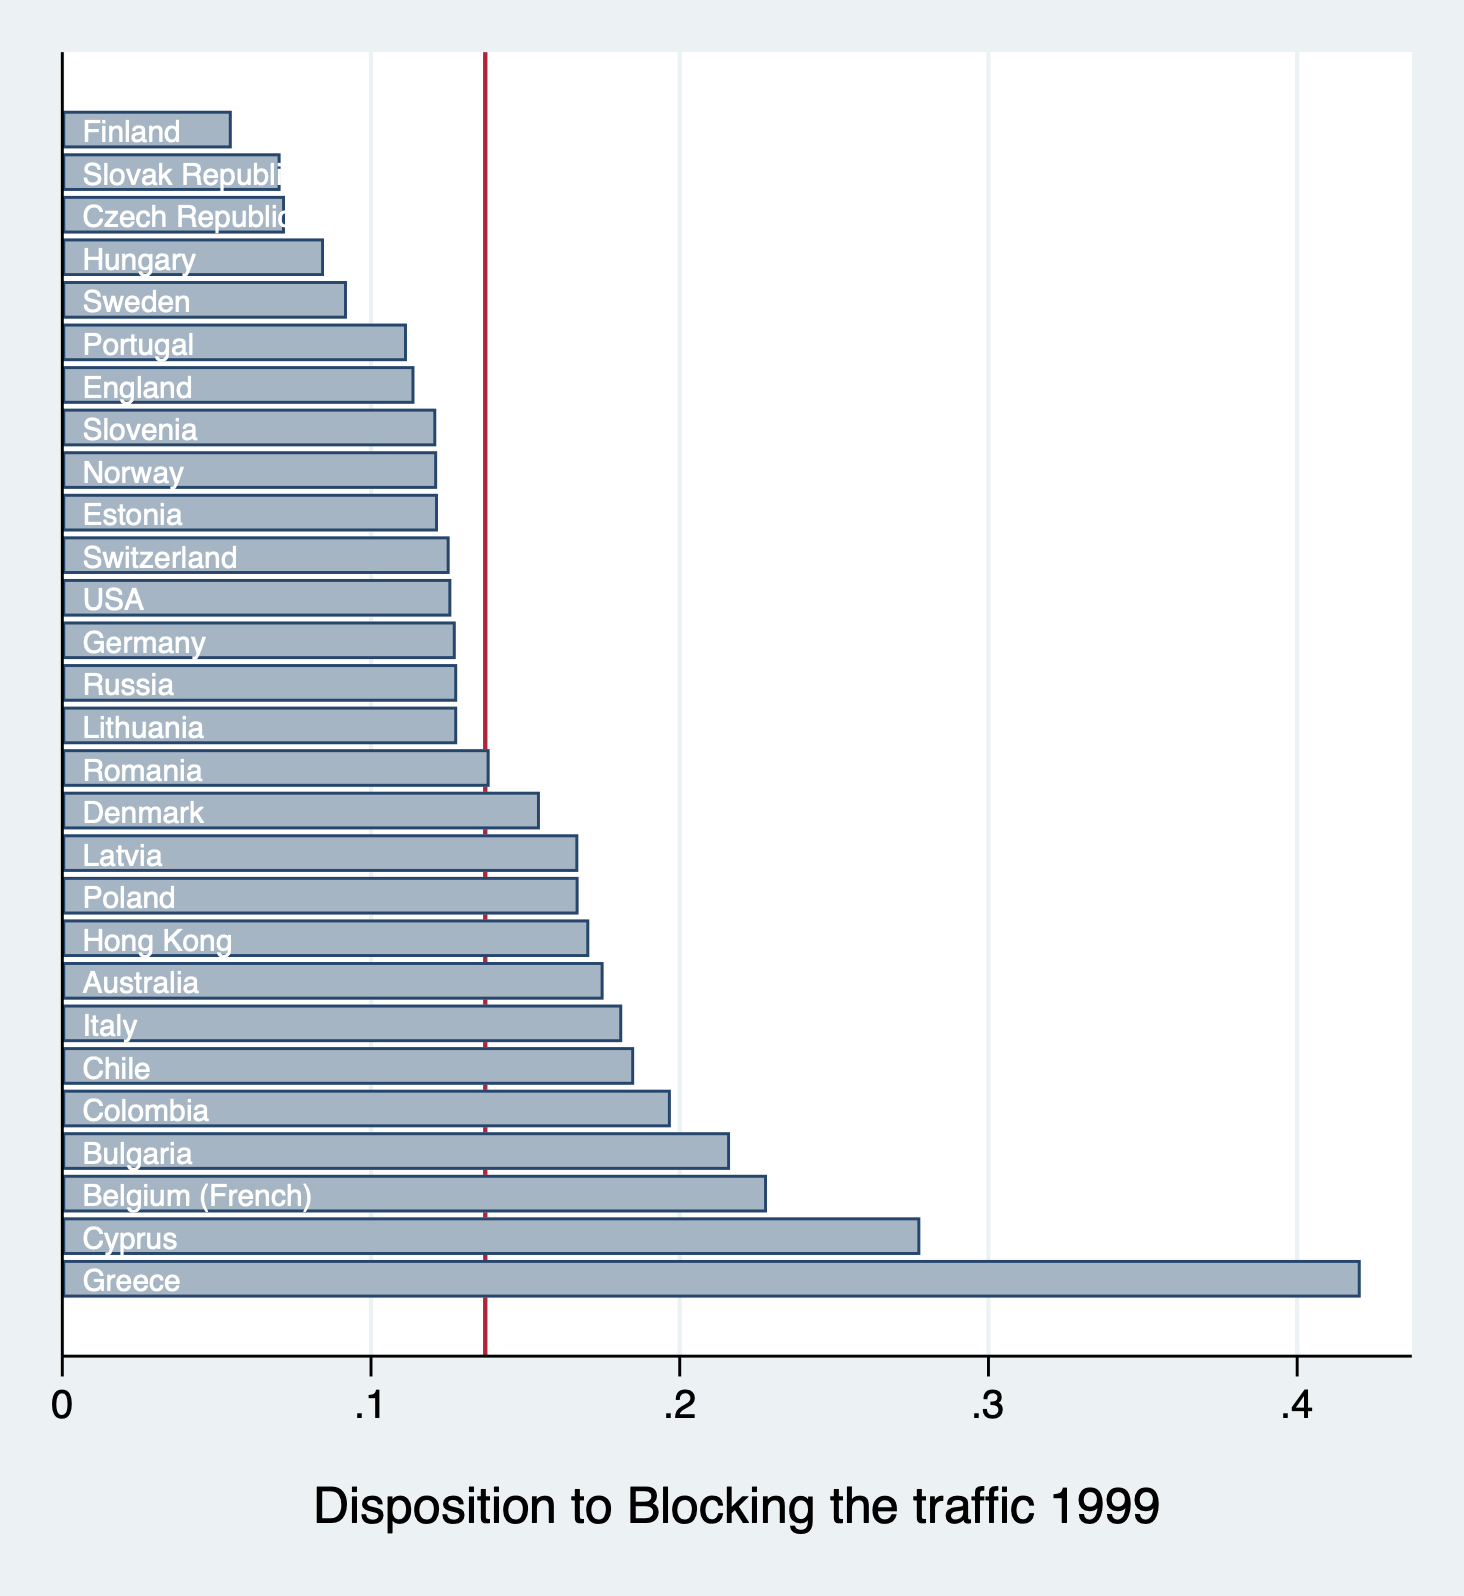 Finland
Slovak Republi
Czech Republic
Hungary
Sweden
Portugal
England
Slovenia
Norway
Estonia
Switzerland
USA
Germany
Russia
Lithuania
Romania
Denmark
Latvia
Poland
Hong Kong
Australia
Italy
Chile
Colombia
Bulgaria
Belgium (French)
Cyprus
Greece
0 .1 .2 .3 .4
Disposition to Blocking the traffic 1999